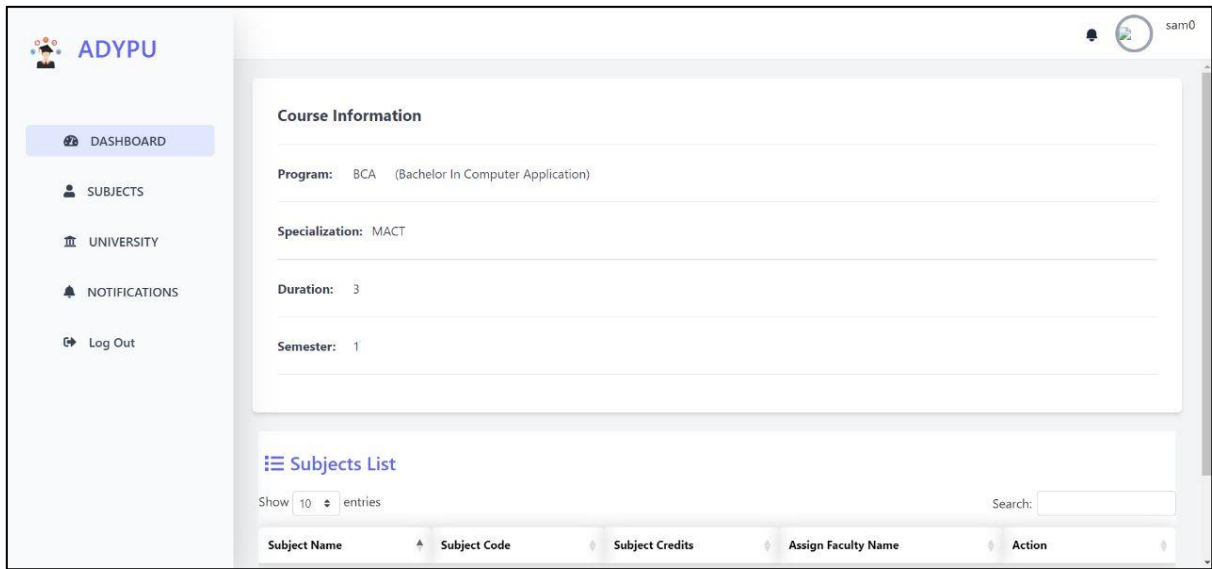 ADYPU
sam0
DASHBOARD
SUBJECTS
UNIVERSITY
NOTIFICATIONS
Log Out
Course Information
Program: BCA (Bachelor In Computer Application)
Specialization: MACT
Duration: 3
Semester: 1
Subjects List
Show 10 entries Search:
Subject Name Subject Code Subject Credits Assign Faculty Name Action